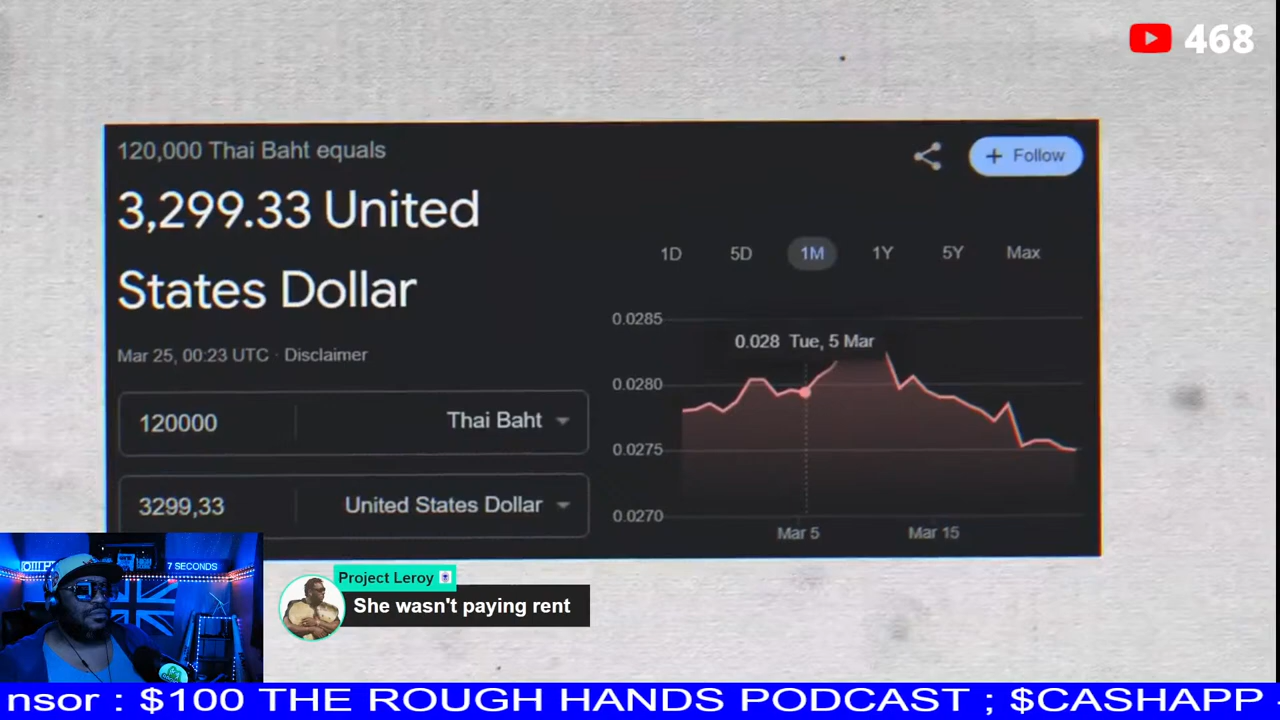 468
120,000 Thai Baht equals
3,299.33 United
States Dollar
Mar 25, 00:23 UTC · Disclaimer
120000 Thai Baht
3299,33 United States Dollar
+ Follow
1D 5D 1M 1Y 5Y Max
0.0285
0.028 Tue, 5 Mar
0.0280
0.0275
0.0270
Mar 5 Mar 15
7 SECONDS
Project Leroy
She wasn't paying rent
nsor : $100 THE ROUGH HANDS PODCAST ; $CASHAPP